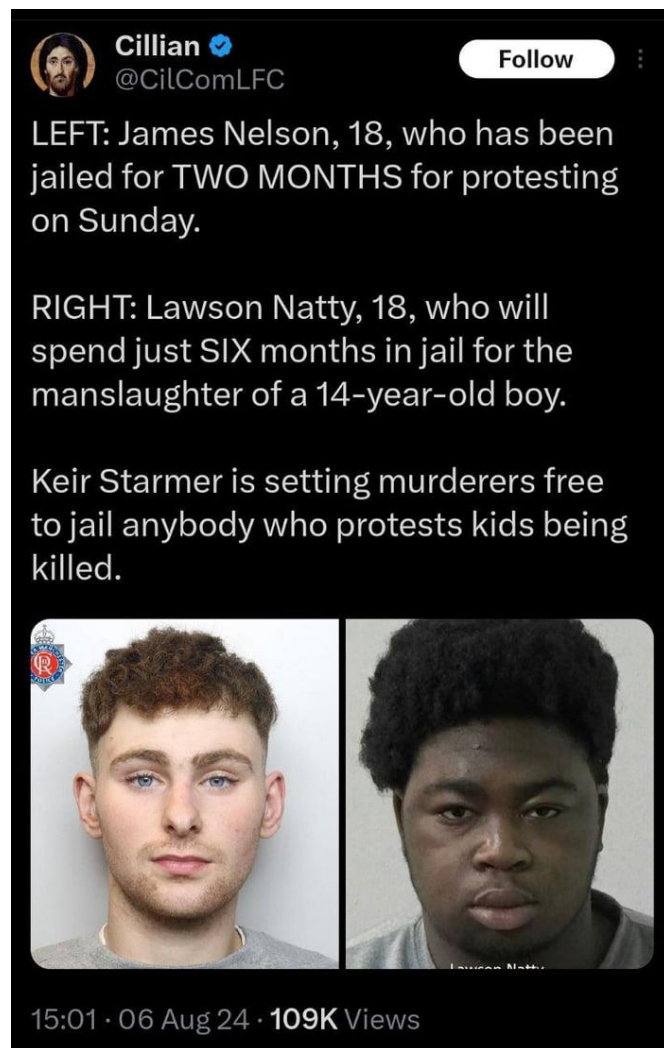 Cillian
@CilComLFC
Follow
LEFT: James Nelson, 18, who has been
jailed for TWO MONTHS for protesting
on Sunday.
RIGHT: Lawson Natty, 18, who will
spend just SIX months in jail for the
manslaughter of a 14-year-old boy.
Keir Starmer is setting murderers free
to jail anybody who protests kids being
killed.
Lawson Natty
15:01 · 06 Aug 24 · 109K Views